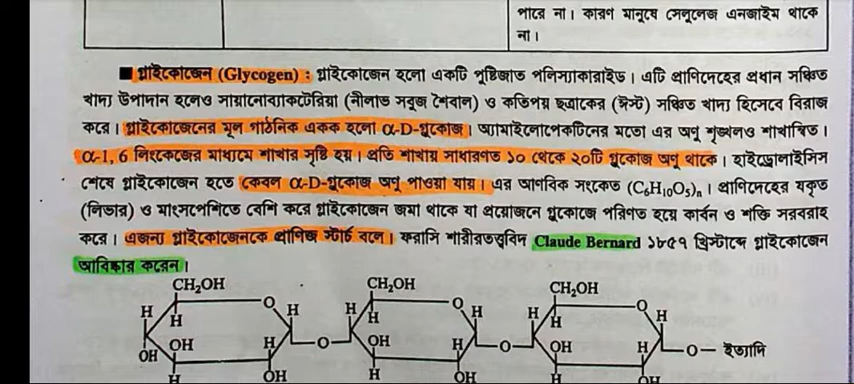 পারে না। কারণ মানুষে সেলুলেজ এনজাইম থাকে
না।
■ গ্লাইকোজেন (Glycogen) : গ্লাইকোজেন হলো একটি পুষ্টিজাত পলিস্যাকারাইড। এটি প্রাণিদেহের প্রধান সঞ্চিত
খাদ্য উপাদান হলেও সায়ানোব্যাকটেরিয়া (নীলাভ সবুজ শৈবাল) ও কতিপয় ছত্রাকের (ঈস্ট) সঞ্চিত খাদ্য হিসেবে বিরাজ
করে। গ্লাইকোজেনের মূল গাঠনিক একক হলো α-D-গ্লুকোজ। অ্যামাইলোপেকটিনের মতো এর অণু শৃঙ্খলও শাখান্বিত।
α-1, 6 লিংকেজের মাধ্যমে শাখার সৃষ্টি হয়। প্রতি শাখায় সাধারণত ১০ থেকে ২০টি গ্লুকোজ অণু থাকে। হাইড্রোলাইসিস
শেষে গ্লাইকোজেন হতে কেবল α-D-গ্লুকোজ অণু পাওয়া যায়। এর আণবিক সংকেত (C₆H₁₀O₅)ₙ। প্রাণিদেহের যকৃত
(লিভার) ও মাংসপেশিতে বেশি করে গ্লাইকোজেন জমা থাকে যা প্রয়োজনে গ্লুকোজে পরিণত হয়ে কার্বন ও শক্তি সরবরাহ
করে। এজন্য গ্লাইকোজেনকে প্রাণিজ স্টার্চ বলে। ফরাসি শারীরতত্ত্ববিদ Claude Bernard ১৮৫৭ খ্রিস্টাব্দে গ্লাইকোজেন
আবিষ্কার করেন।
CH₂OH CH₂OH CH₂OH
O O O
H H H H H H
H H H
OH OH H O OH H O OH H O— ইত্যাদি
H OH H OH H OH